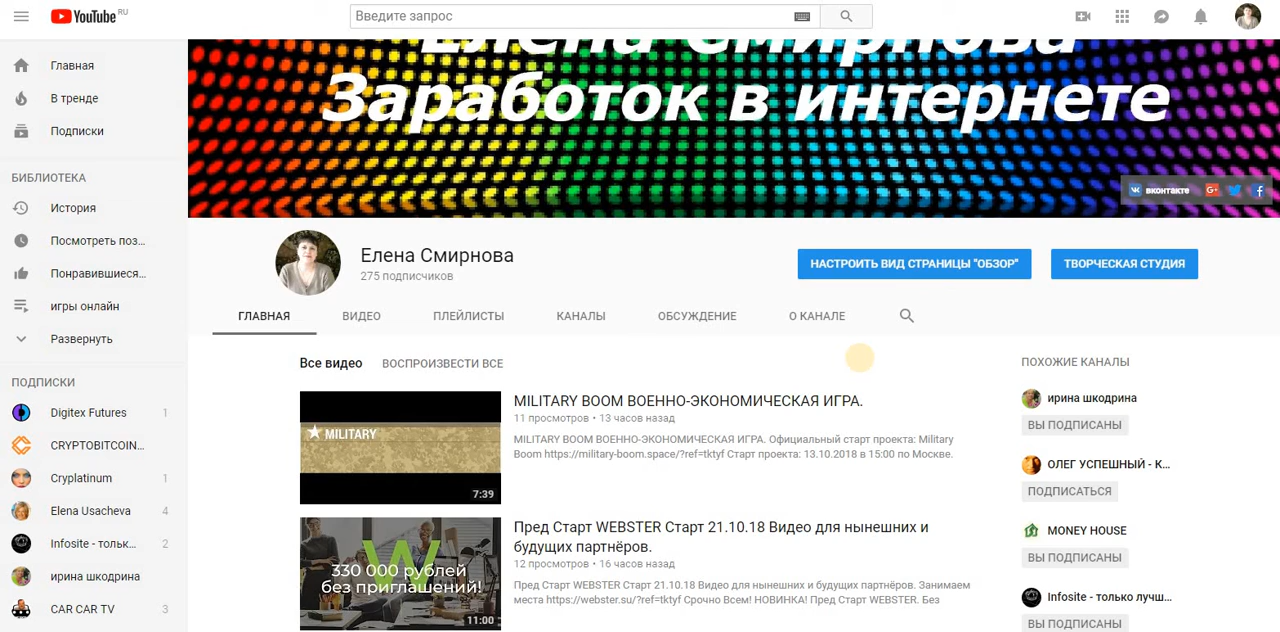 YouTube RU
Введите запрос
Главная
В тренде
Подписки
БИБЛИОТЕКА
История
Посмотреть поз...
Понравившиеся...
игры онлайн
Развернуть
ПОДПИСКИ
Digitex Futures 1
CRYPTOBITCOIN...
Cryplatinum 1
Elena Usacheva 4
Infosite - тольк... 2
ирина шкодрина
CAR CAR TV 3
Елена Смирнова
Заработок в интернете
вконтакте
Елена Смирнова
275 подписчиков
НАСТРОИТЬ ВИД СТРАНИЦЫ "ОБЗОР"
ТВОРЧЕСКАЯ СТУДИЯ
ГЛАВНАЯ ВИДЕО ПЛЕЙЛИСТЫ КАНАЛЫ ОБСУЖДЕНИЕ О КАНАЛЕ
Все видео ВОСПРОИЗВЕСТИ ВСЕ
MILITARY
7:39
MILITARY BOOM ВОЕННО-ЭКОНОМИЧЕСКАЯ ИГРА.
11 просмотров • 13 часов назад
MILITARY BOOM ВОЕННО-ЭКОНОМИЧЕСКАЯ ИГРА. Официальный старт проекта: Military
Boom https://military-boom.space/?ref=tktyf Старт проекта: 13.10.2018 в 15:00 по Москве.
W
330 000 рублей
без приглашений!
11:00
Пред Старт WEBSTER Старт 21.10.18 Видео для нынешних и
будущих партнёров.
12 просмотров • 16 часов назад
Пред Старт WEBSTER Старт 21.10.18 Видео для нынешних и будущих партнёров. Занимаем
места https://webster.su/?ref=tktyf Срочно Всем! НОВИНКА! Пред Старт WEBSTER. Без
ПОХОЖИЕ КАНАЛЫ
ирина шкодрина
ВЫ ПОДПИСАНЫ
ОЛЕГ УСПЕШНЫЙ - К...
ПОДПИСАТЬСЯ
MONEY HOUSE
ВЫ ПОДПИСАНЫ
Infosite - только лучш...
ВЫ ПОДПИСАНЫ